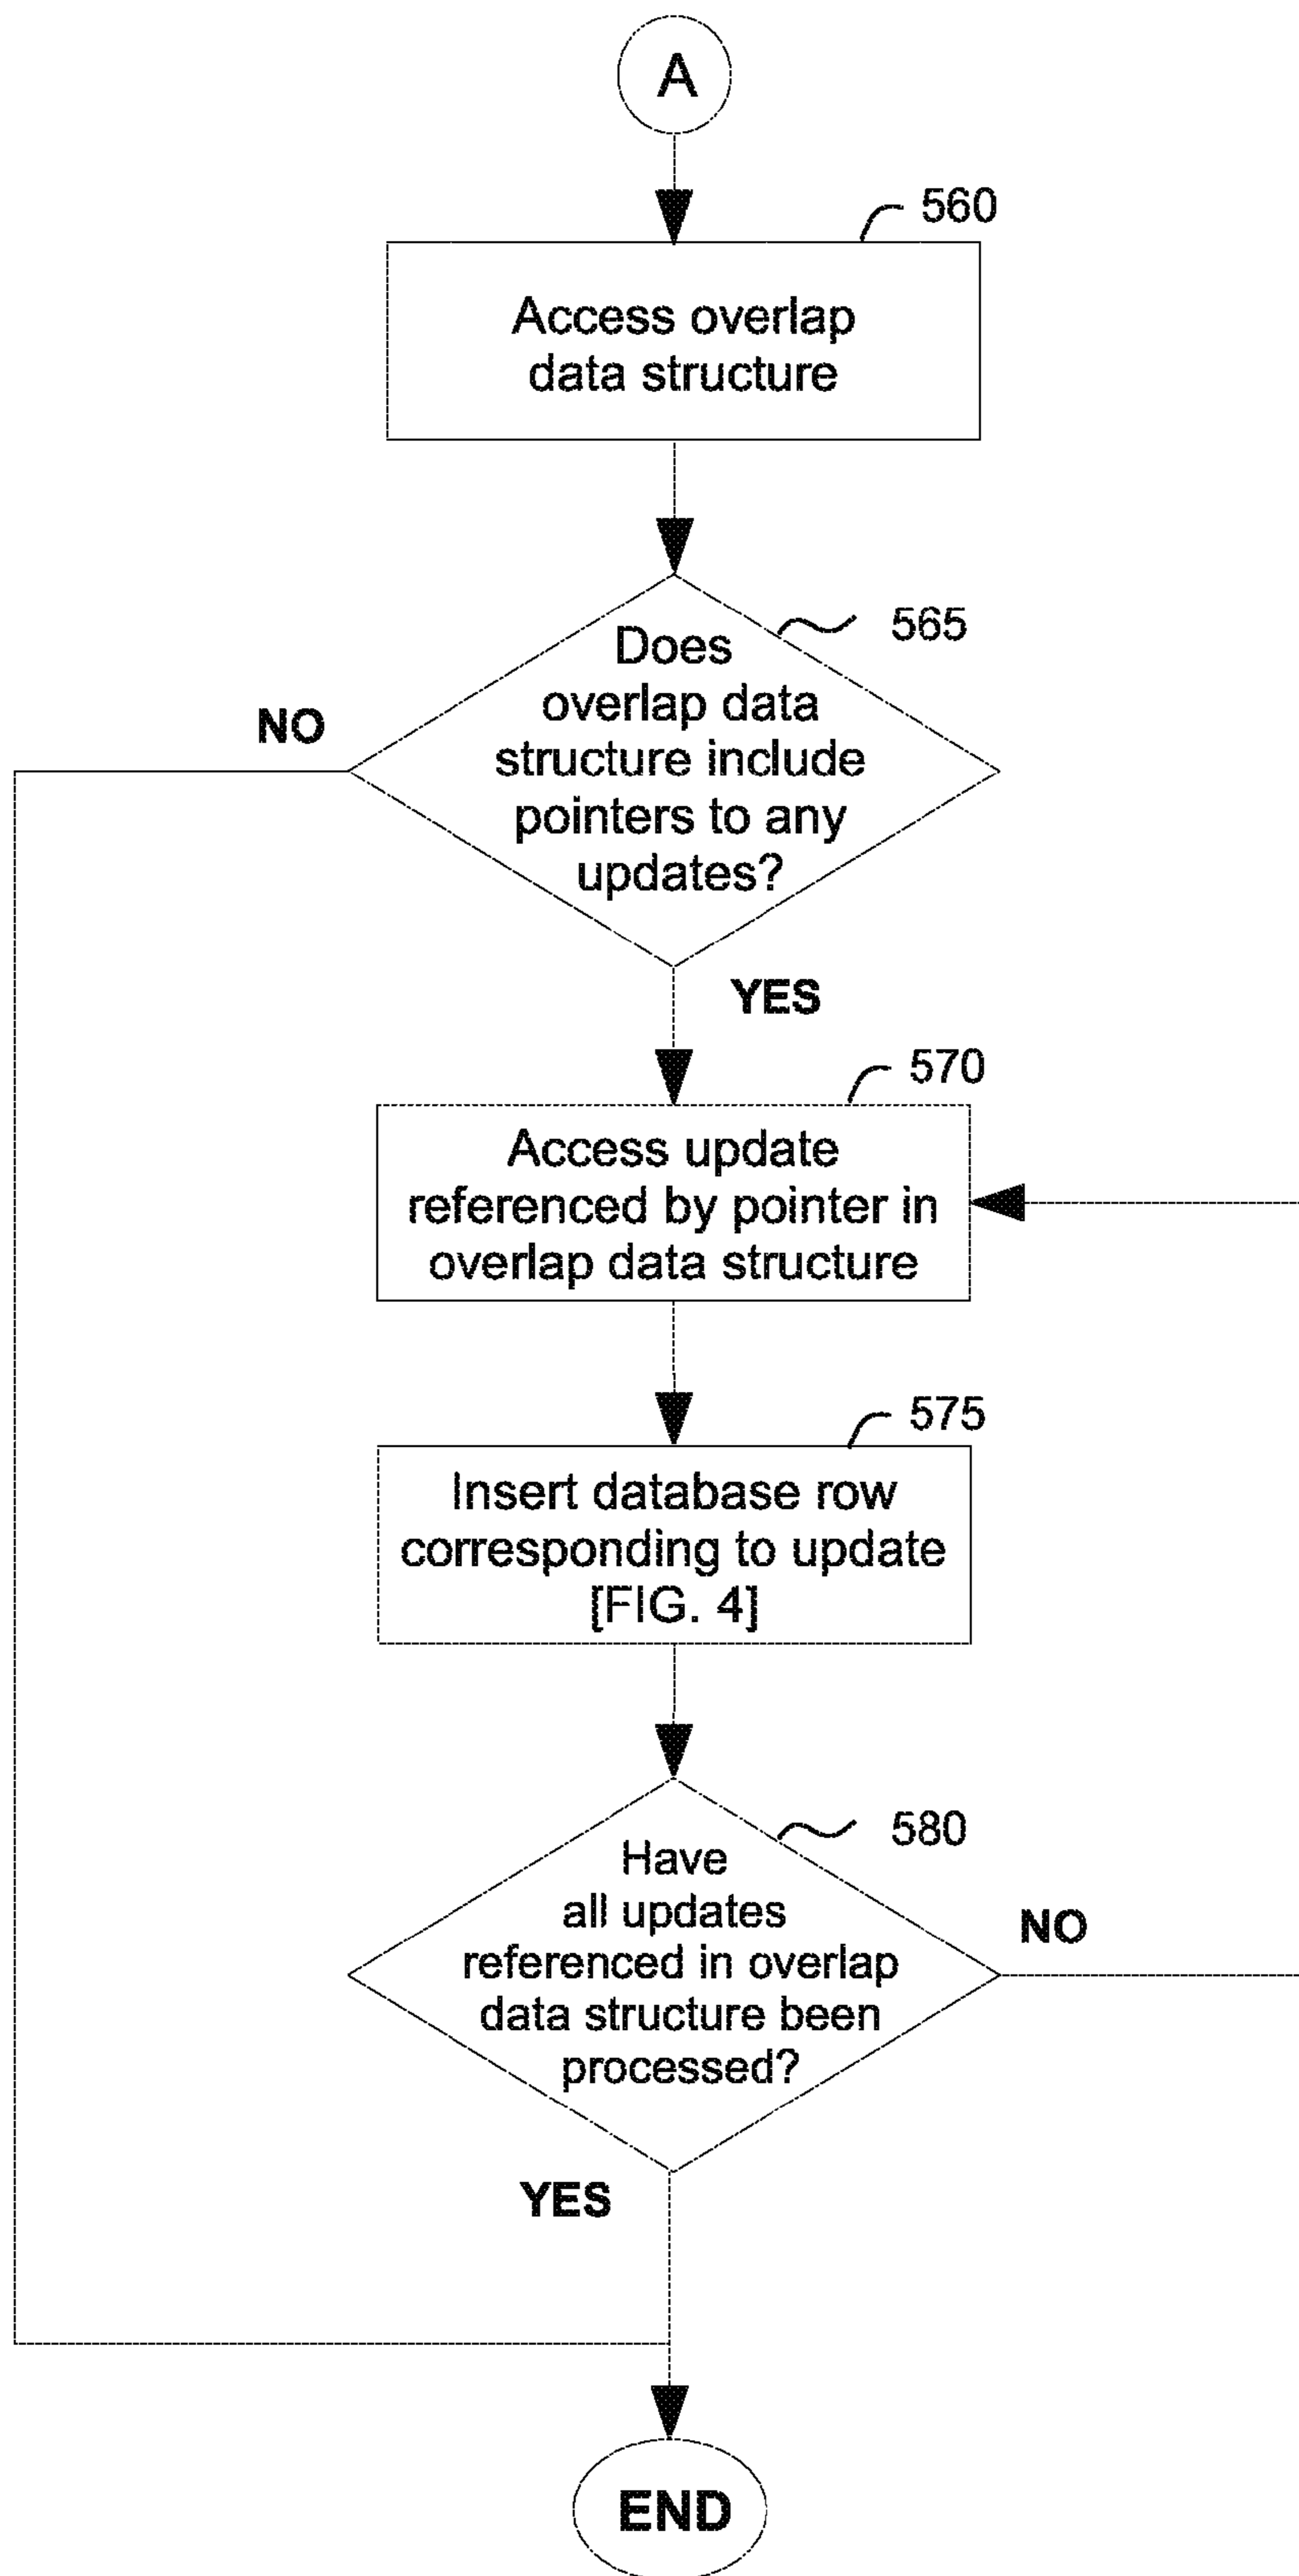 A
560
Access overlap
data structure
565
Does
overlap data
structure include
pointers to any
updates?
NO
YES
570
Access update
referenced by pointer in
overlap data structure
575
Insert database row
corresponding to update
[FIG. 4]
580
Have
all updates
referenced in overlap
data structure been
processed?
NO
YES
END